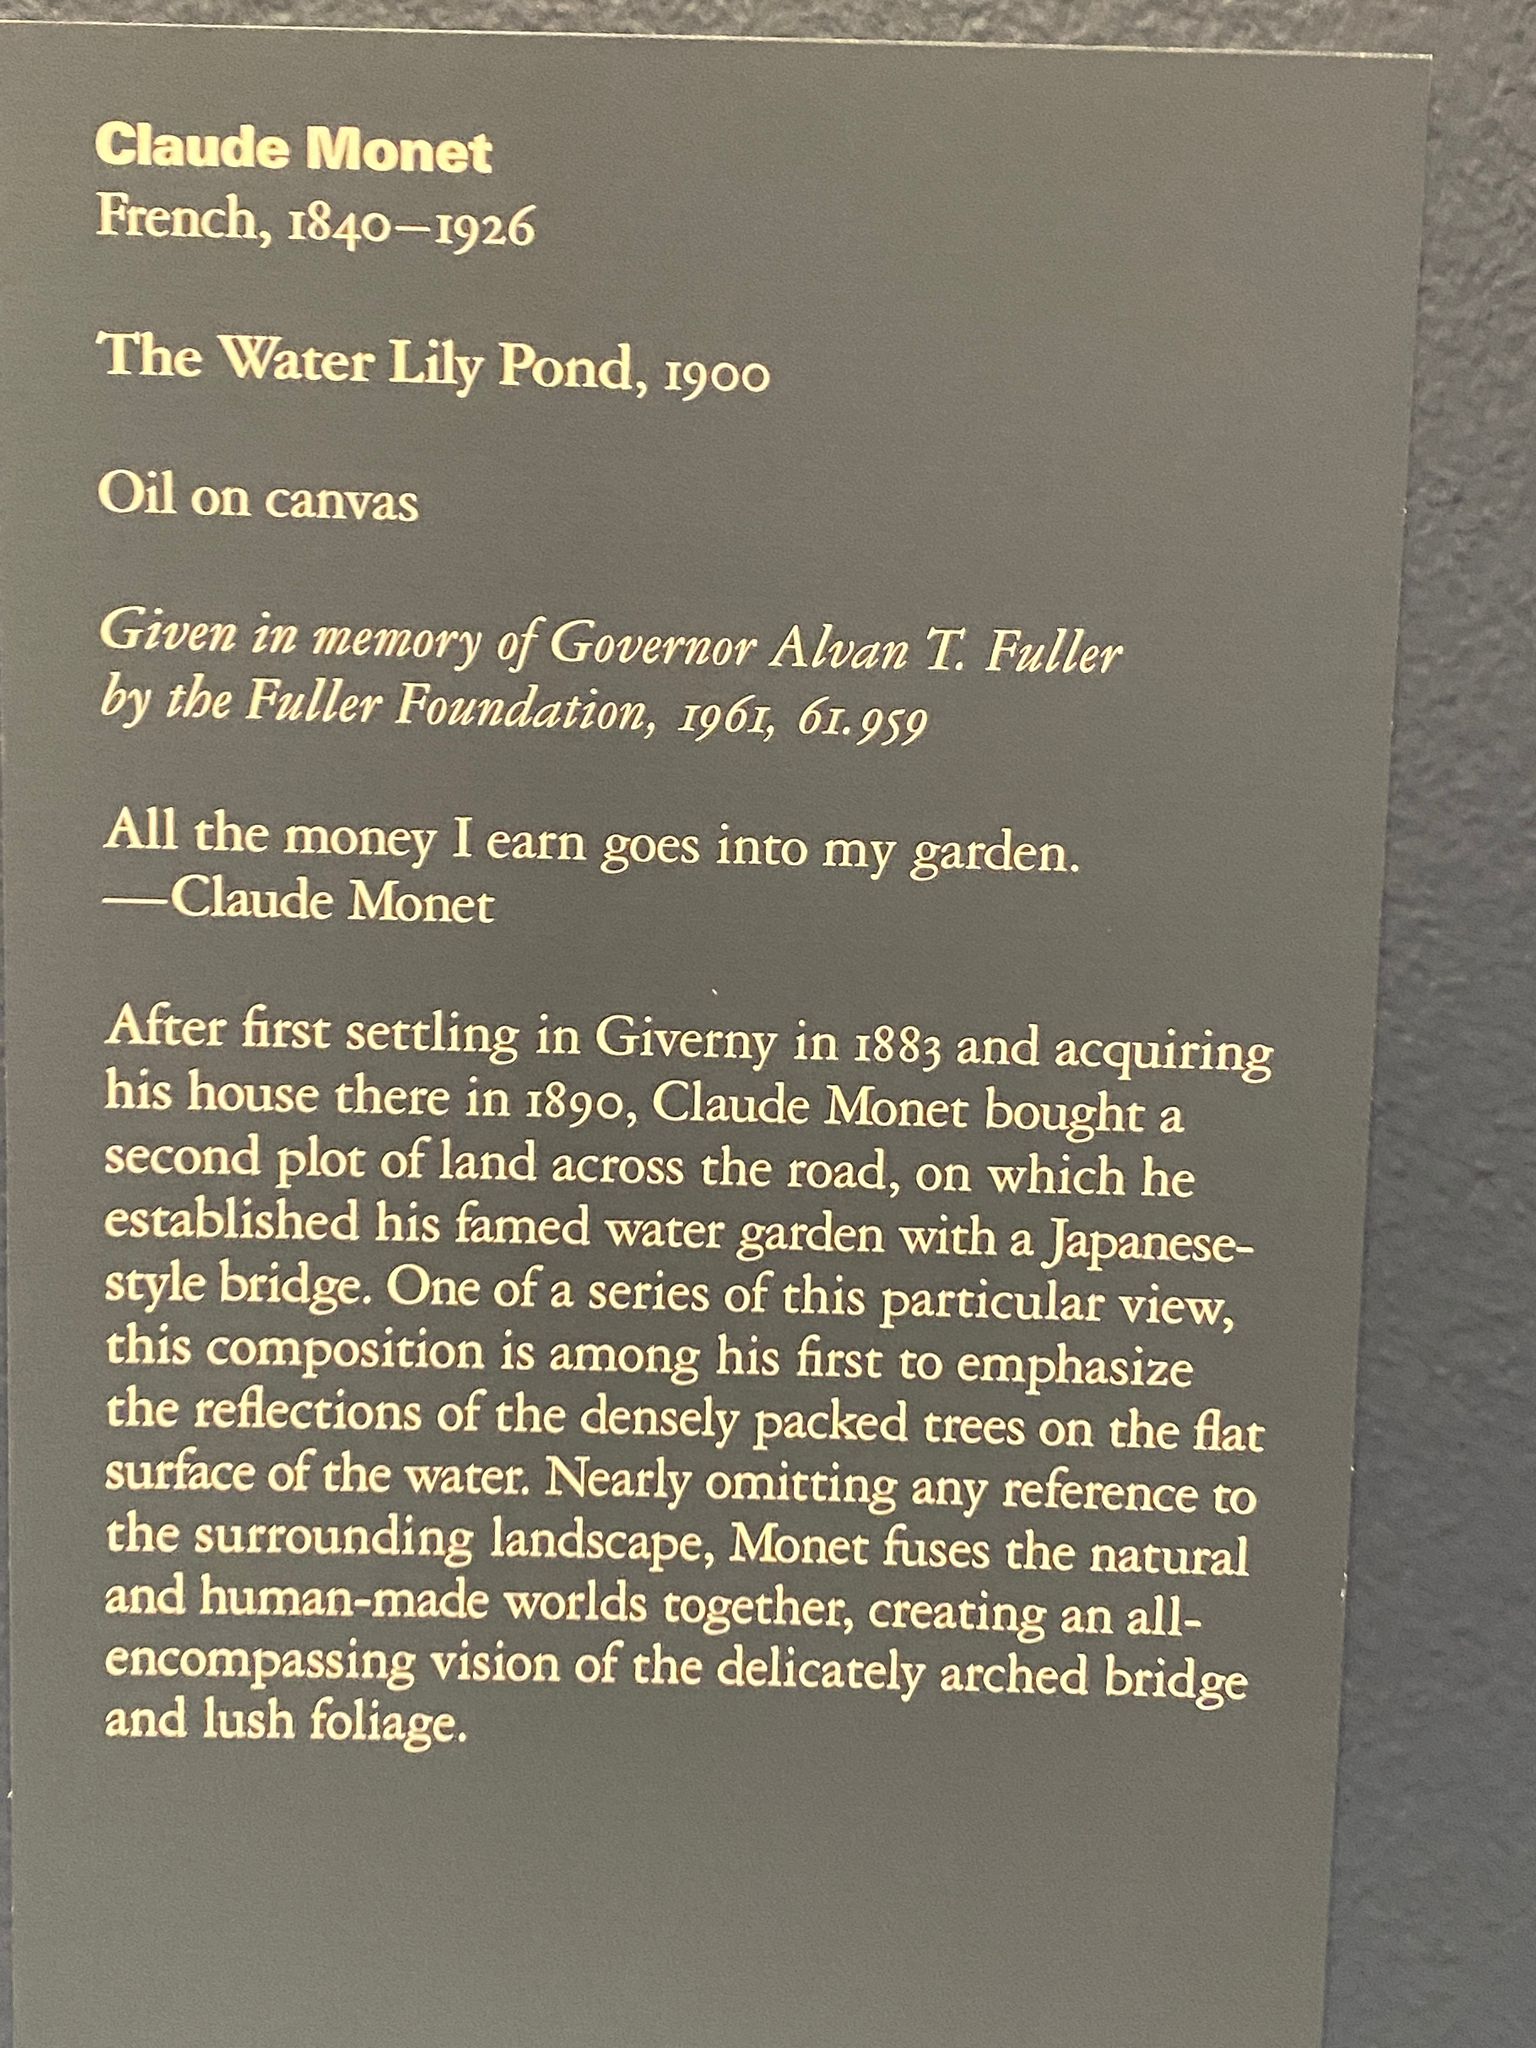 Claude Monet
French, 1840–1926
The Water Lily Pond, 1900
Oil on canvas
Given in memory of Governor Alvan T. Fuller
by the Fuller Foundation, 1961, 61.959
All the money I earn goes into my garden.
—Claude Monet
After first settling in Giverny in 1883 and acquiring
his house there in 1890, Claude Monet bought a
second plot of land across the road, on which he
established his famed water garden with a Japanese-
style bridge. One of a series of this particular view,
this composition is among his first to emphasize
the reflections of the densely packed trees on the flat
surface of the water. Nearly omitting any reference to
the surrounding landscape, Monet fuses the natural
and human-made worlds together, creating an all-
encompassing vision of the delicately arched bridge
and lush foliage.